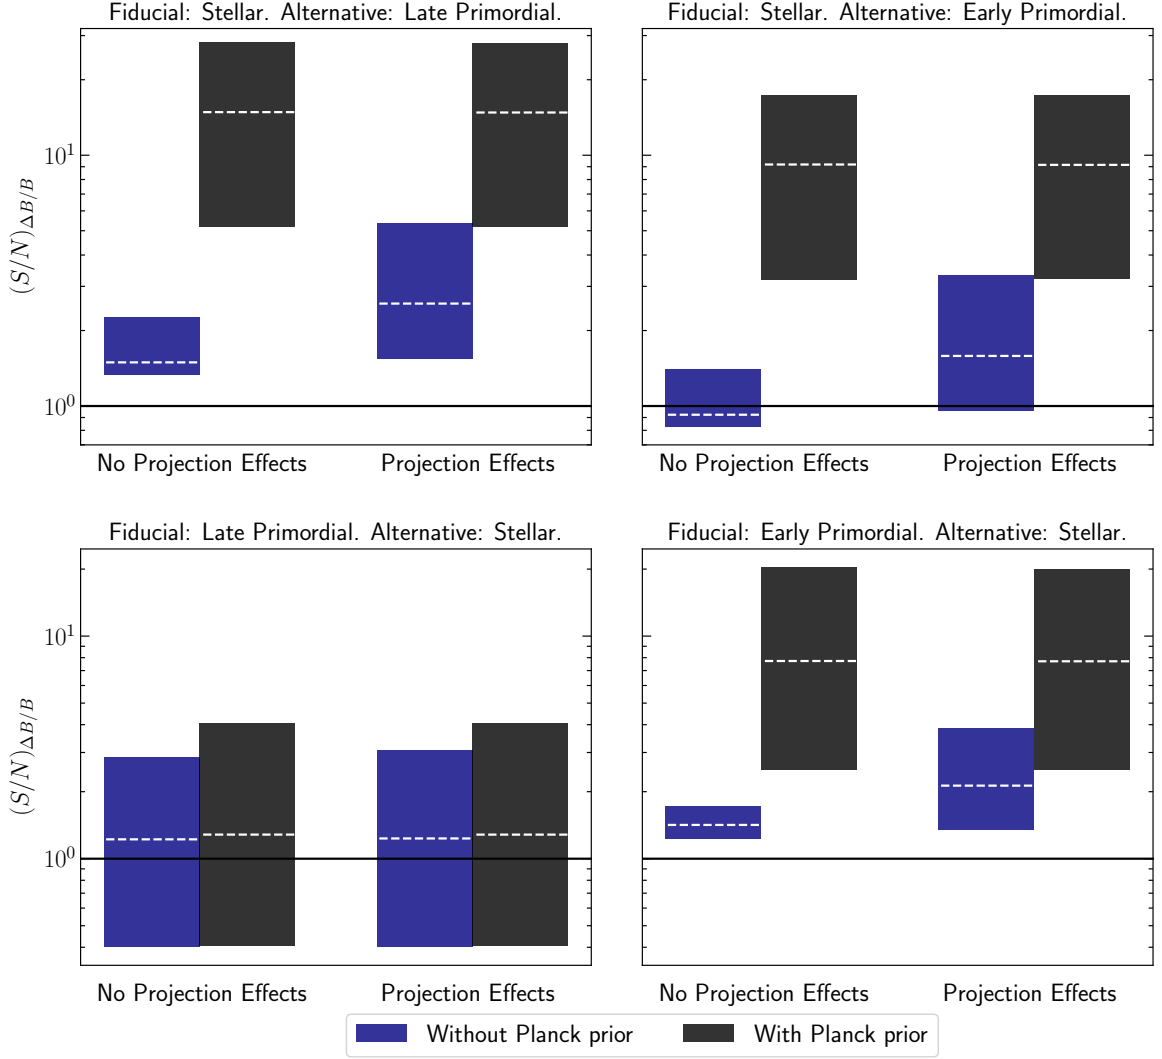 Fiducial: Stellar. Alternative: Late Primordial.
Fiducial: Stellar. Alternative: Early Primordial.
(S/N)_{ΔB/B}
10^1
10^0
No Projection Effects
Projection Effects
No Projection Effects
Projection Effects
Fiducial: Late Primordial. Alternative: Stellar.
Fiducial: Early Primordial. Alternative: Stellar.
(S/N)_{ΔB/B}
10^1
10^0
No Projection Effects
Projection Effects
No Projection Effects
Projection Effects
Without Planck prior
With Planck prior